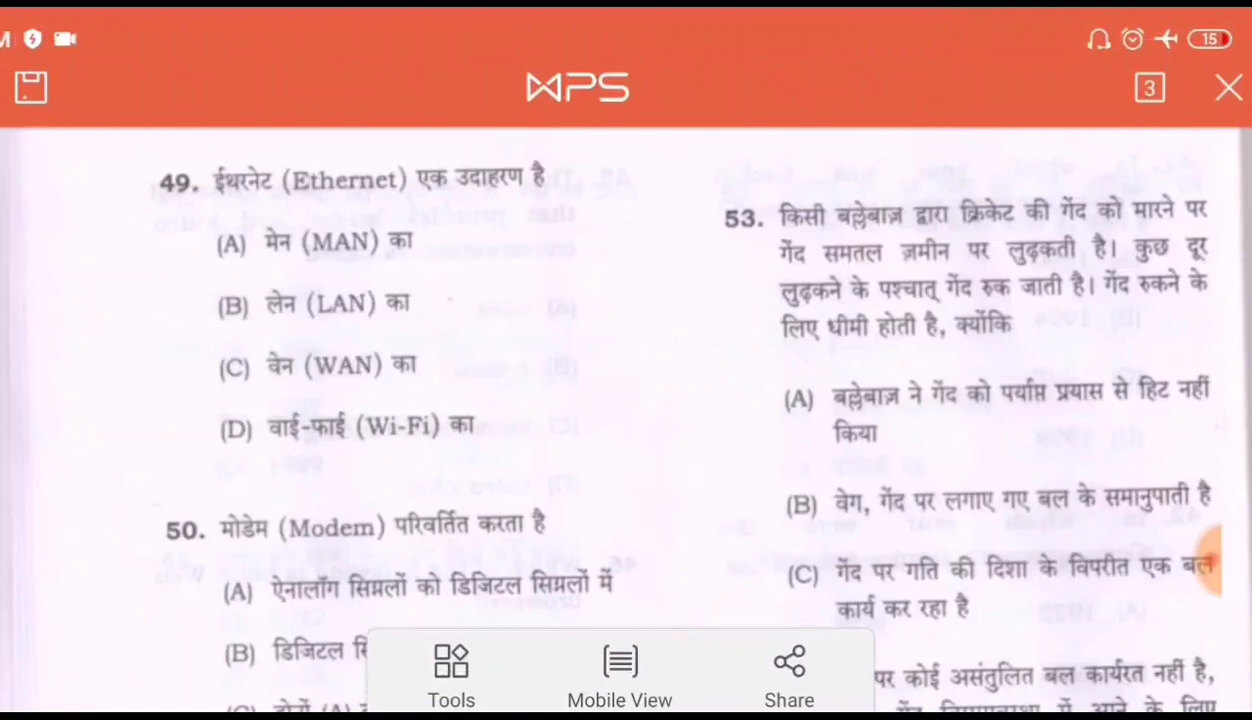 M
15
WPS
3
49. ईथरनेट (Ethernet) एक उदाहरण है
(A) मेन (MAN) का
(B) लेन (LAN) का
(C) वेन (WAN) का
(D) वाई-फाई (Wi-Fi) का
50. मोडेम (Modem) परिवर्तित करता है
(A) ऐनालॉग सिग्नलों को डिजिटल सिग्नलों में
(B) डिजिटल
53. किसी बल्लेबाज़ द्वारा क्रिकेट की गेंद को मारने पर
गेंद समतल ज़मीन पर लुढ़कती है। कुछ दूर
लुढ़कने के पश्चात् गेंद रुक जाती है। गेंद रुकने के
लिए धीमी होती है, क्योंकि
(A) बल्लेबाज़ ने गेंद को पर्याप्त प्रयास से हिट नहीं
किया
(B) वेग, गेंद पर लगाए गए बल के समानुपाती है
(C) गेंद पर गति की दिशा के विपरीत एक बल
कार्य कर रहा है
पर कोई असंतुलित बल कार्यरत नहीं है,
Tools
Mobile View
Share